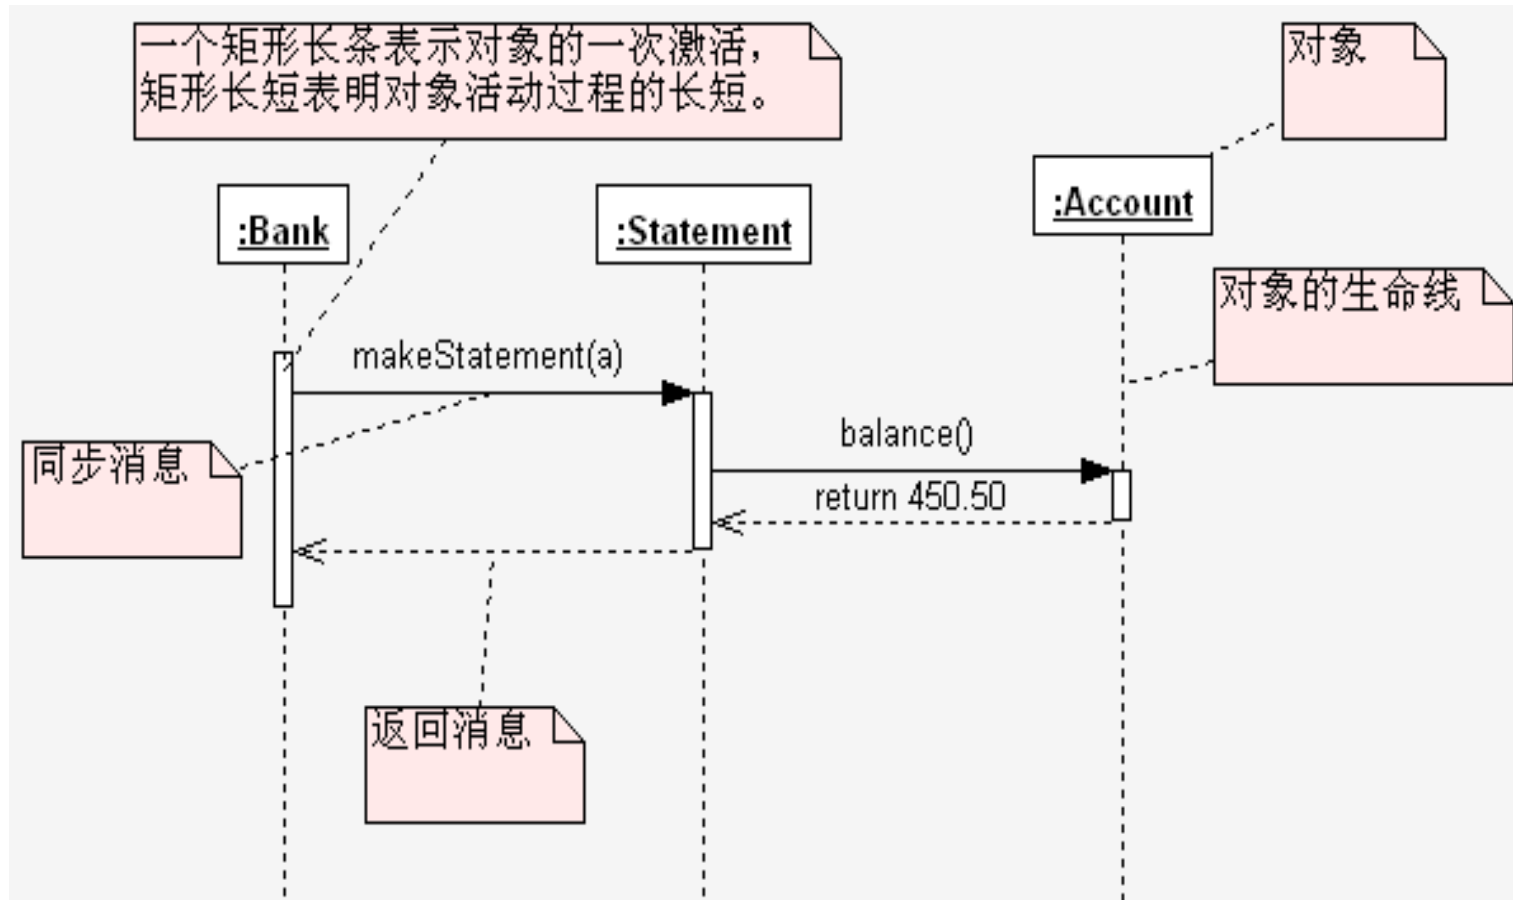 一个矩形长条表示对象的一次激活，
矩形长短表明对象活动过程的长短。
对象
:Bank
:Statement
:Account
对象的生命线
makeStatement(a)
balance()
同步消息
return 450.50
返回消息